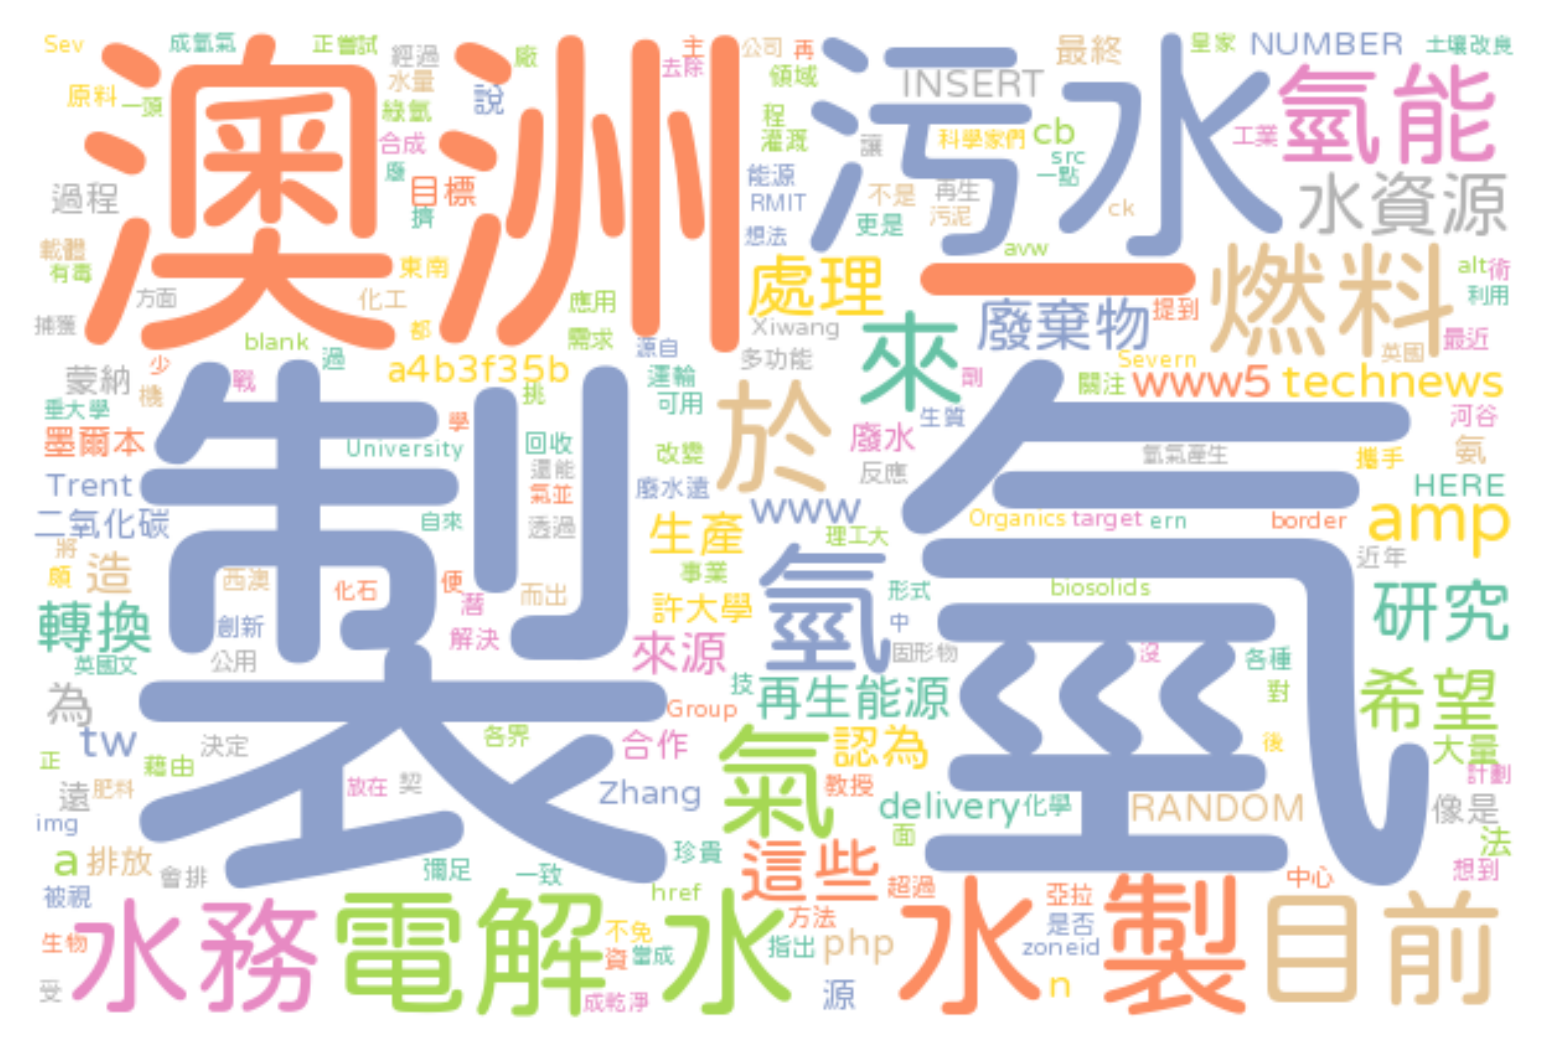 Sev 成氫氣 正 嘗試 經過 廠 主 公司 再 最終 皇家 NUMBER 土壤改良
原料 一頭 水量 綠氫 說 去除 領域 INSERT 氫能
澳洲 污水
合成 程 灌溉 讓 科學家們 cb 工業
過程 廢 目標 擠 能源 RMIT 不是 再生 src 一點 水資源
載體 有毒 東南 想法 更是 污泥 ck avw alt 術
方面 化工 應用 處理 一 燃料 利用
捕獲 都 需求 Xiwang 廢棄物 提到
blank 過 源自 多功能 來 Severn 英國 最近
蒙納 少 機 戰 a4b3f35b 挑 運輸 於 劑 關注 www5 technews
製氫
垂大學 學 可用 生質 河谷
墨爾本 University 回收 改變 廢水 氫氣產生 攜手 氨
Trent 還能 氣並 廢水遠 反應 HERE
二氧化碳 自來 透過 生產 www Organics target ern border amp
將 頗 造 西澳 化石 便 而出 事業 理工大 氫 形式 biosolids 近年
轉換 創新 潛 解決 許大學 中 研究
英國文 公用 來源 固形物 沒 各種
為 技 再生能源 對 希望
tw 決定 各界 Group 合作 氣 認為 後 大量
正 藉由 放在 契 教授 計劃
遠 肥料 Zhang delivery 化學 RANDOM 像是
img 面 法
a 排放 會排 彌足 一致 珍貴 這些 超過 中心 想到
被視 href 亞拉
水務 電解 水 水 製 目前
生物 不免 方法 是否
受 資 當成 指出 php zoneid
成乾淨 源 n